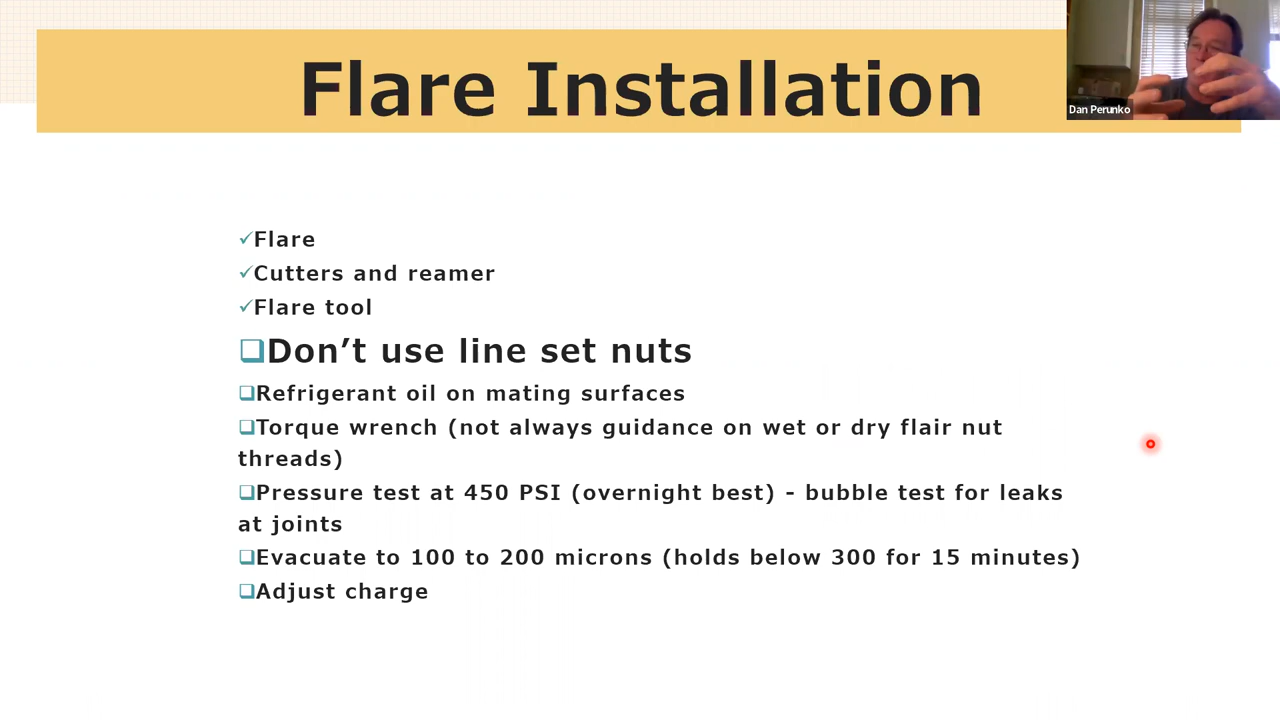 Flare Installation
Dan Perunko
✓Flare
✓Cutters and reamer
✓Flare tool
❑Don't use line set nuts
❑Refrigerant oil on mating surfaces
❑Torque wrench (not always guidance on wet or dry flair nut
threads)
❑Pressure test at 450 PSI (overnight best) - bubble test for leaks
at joints
❑Evacuate to 100 to 200 microns (holds below 300 for 15 minutes)
❑Adjust charge